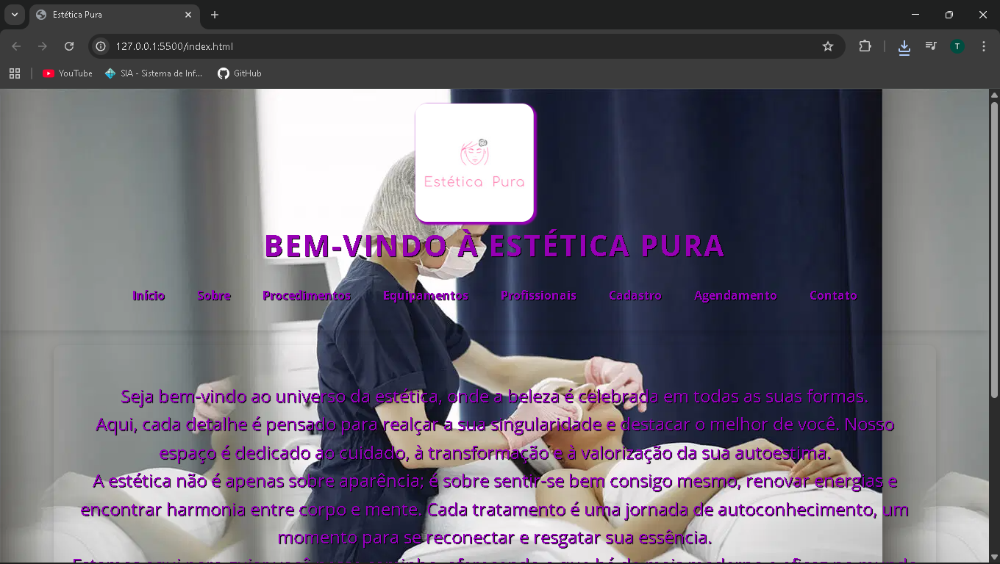 Estética Pura
127.0.0.1:5500/index.html
T
YouTube
SIA - Sistema de Inf...
GitHub
Estética Pura
BEM-VINDO À ESTÉTICA PURA
Início Sobre Procedimentos Equipamentos Profissionais Cadastro Agendamento Contato
Seja bem-vindo ao universo da estética, onde a beleza é celebrada em todas as suas formas.
Aqui, cada detalhe é pensado para realçar a sua singularidade e destacar o melhor de você. Nosso
espaço é dedicado ao cuidado, à transformação e à valorização da sua autoestima.
A estética não é apenas sobre aparência; é sobre sentir-se bem consigo mesmo, renovar energias e
encontrar harmonia entre corpo e mente. Cada tratamento é uma jornada de autoconhecimento, um
momento para se reconectar e resgatar sua essência.